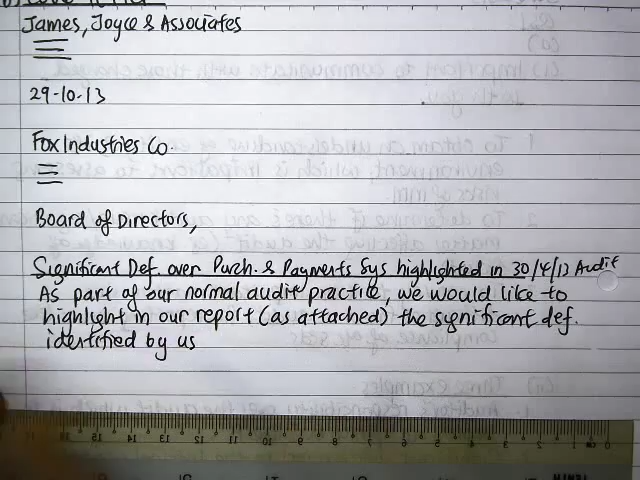 James, Joyce & Associates
29-10-13
Fox Industries Co.
Board of Directors,
Significant Def. over Purch. & Payments Sys highlighted in 30/4/13 Audit
As part of our normal audit practice, we would like to
highlight in our report (as attached) the significant def.
identified by us